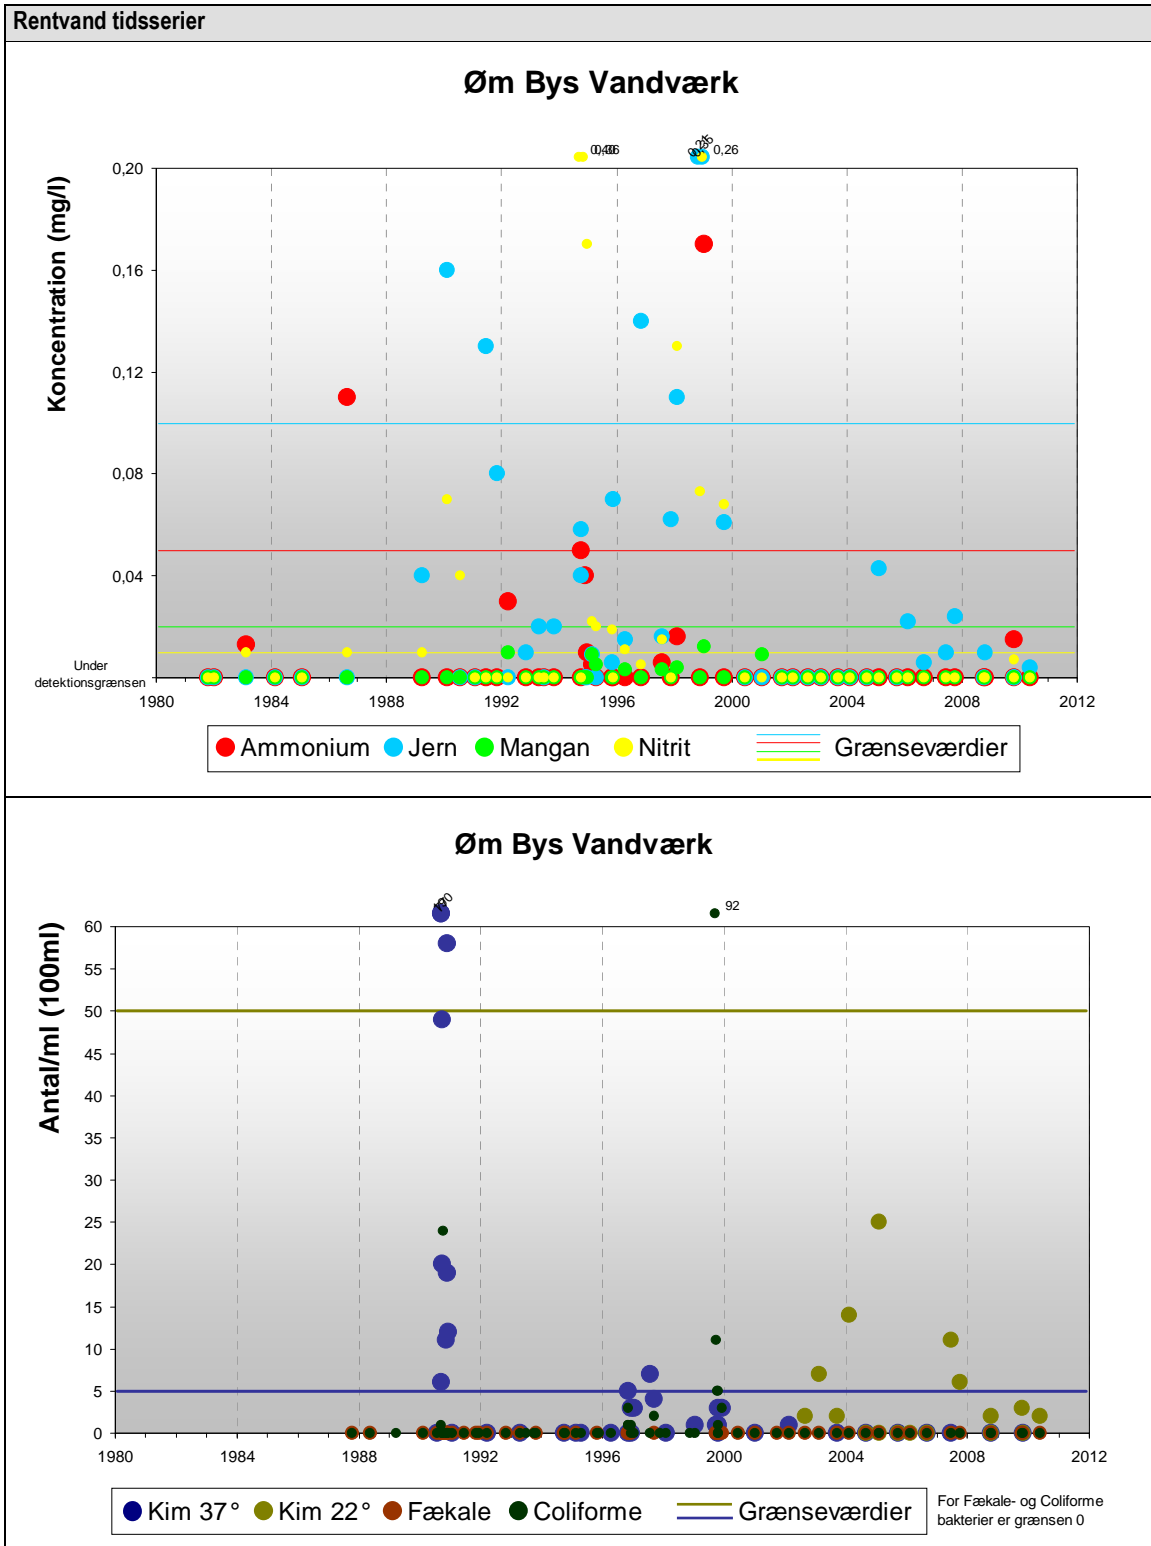 Rentvand tidsserier
Øm Bys Vandværk
0,26
0,20
0,16
0,12
0,08
0,04
Under
detektionsgrænsen
Koncentration (mg/l)
1980 1984 1988 1992 1996 2000 2004 2008 2012
Ammonium Jern Mangan Nitrit Grænseværdier
Øm Bys Vandværk
92
60
55
50
45
40
35
30
25
20
15
10
5
0
Antal/ml (100ml)
1980 1984 1988 1992 1996 2000 2004 2008 2012
Kim 37° Kim 22° Fækale Coliforme Grænseværdier
For Fækale- og Coliforme
bakterier er grænsen 0